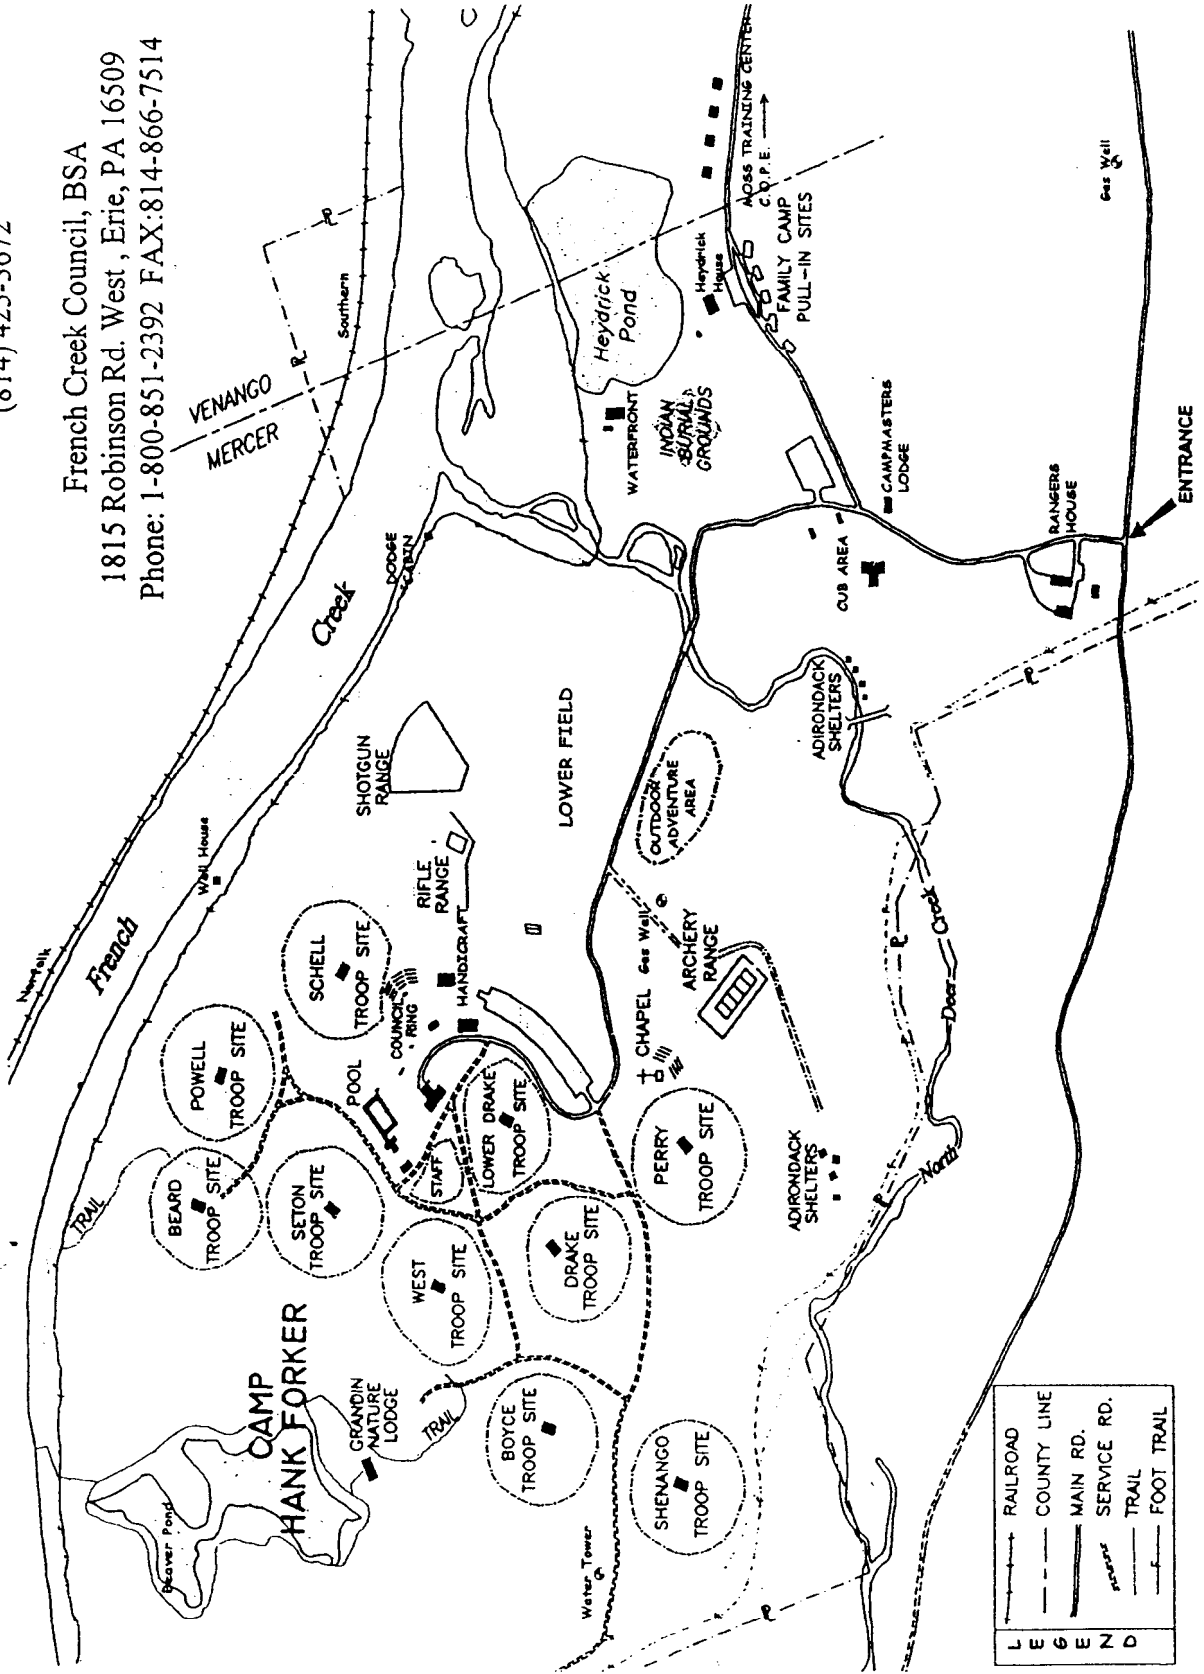 French Creek Council, BSA
1815 Robinson Rd. West, Erie, PA 16509
Phone: 1-800-851-2392 FAX:814-866-7514
CAMP
HANK FORKER
Beaver Pond
TRAIL
GRANDIN
NATURE
LODGE
TRAIL
BEARD
TROOP SITE
POWELL
TROOP SITE
SETON
TROOP SITE
SCHELL
TROOP SITE
WEST
TROOP SITE
STAFF
LOWER DRAKE
TROOP SITE
DRAKE
TROOP SITE
BOYCE
TROOP SITE
SHENANGO
TROOP SITE
PERRY
TROOP SITE
Water Tower
POOL
COUNCIL
RING
HANDICRAFT
RIFLE
RANGE
SHOTGUN
RANGE
Norfolk
Southern
French
Creek
Well House
DODGE
CABIN
VENANGO
MERCER
PL
PL
LOWER FIELD
CHAPEL
Gas Well
ARCHERY
RANGE
OUTDOOR
ADVENTURE
AREA
ADIRONDACK
SHELTERS
ADIRONDACK
SHELTERS
North
Deer
Creek
PL
PL
PL
PL
CUB AREA
CAMPMASTERS
LODGE
RANGERS
HOUSE
ENTRANCE
WATERFRONT
INDIAN
BURIAL
GROUNDS
Heydrick
Pond
Heydrick
House
FAMILY CAMP
PULL-IN SITES
MOSS TRAINING CENTER
C.O.P.E.
Gas Well
LEGEND
RAILROAD
COUNTY LINE
MAIN RD.
SERVICE RD.
TRAIL
FOOT TRAIL